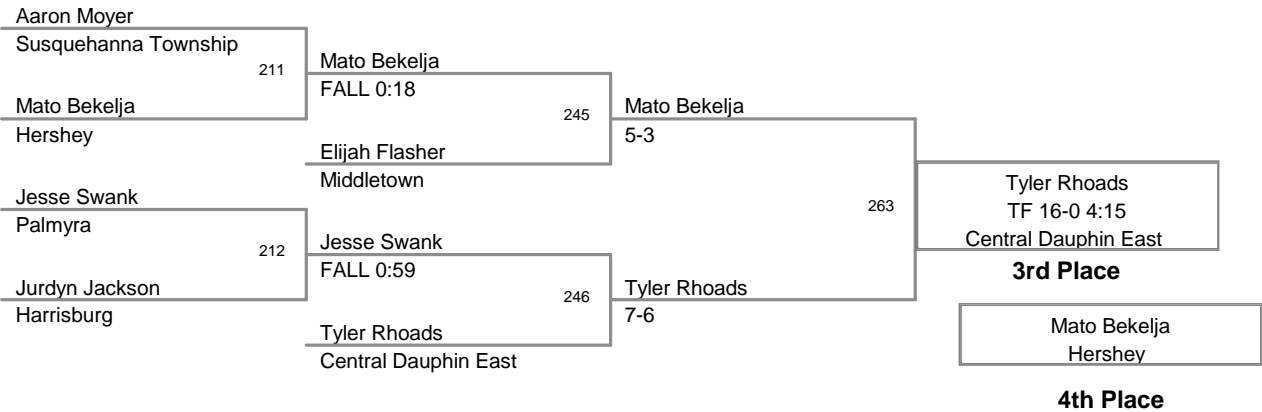 Aaron Moyer
Susquehanna Township
211
Mato Bekelja
Hershey
Mato Bekelja
FALL 0:18
245
Elijah Flasher
Middletown
Jesse Swank
Palmyra
212
Jurdyn Jackson
Harrisburg
Jesse Swank
FALL 0:59
246
Tyler Rhoads
Central Dauphin East
Mato Bekelja
5-3
263
Tyler Rhoads
7-6
Tyler Rhoads
TF 16-0 4:15
Central Dauphin East
3rd Place
Mato Bekelja
Hershey
4th Place